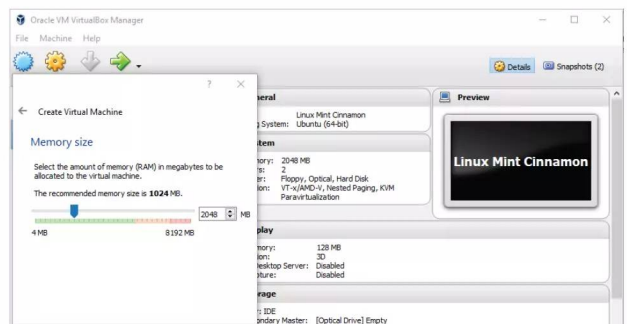 Oracle VM VirtualBox Manager
File Machine Help
Details Snapshots (2)
? ×
← Create Virtual Machine
Memory size
Select the amount of memory (RAM) in megabytes to be
allocated to the virtual machine.
The recommended memory size is 1024 MB.
2048 MB
4 MB 8192 MB
neral
Linux Mint Cinnamon
g System: Ubuntu (64-bit)
stem
mory: 2048 MB
rs: 2
er: Floppy, Optical, Hard Disk
ion: VT-x/AMD-V, Nested Paging, KVM
Paravirtualization
Preview
Linux Mint Cinnamon
play
mory: 128 MB
ion: 3D
esktop Server: Disabled
pture: Disabled
rage
r: IDE
ondary Master: [Optical Drive] Empty